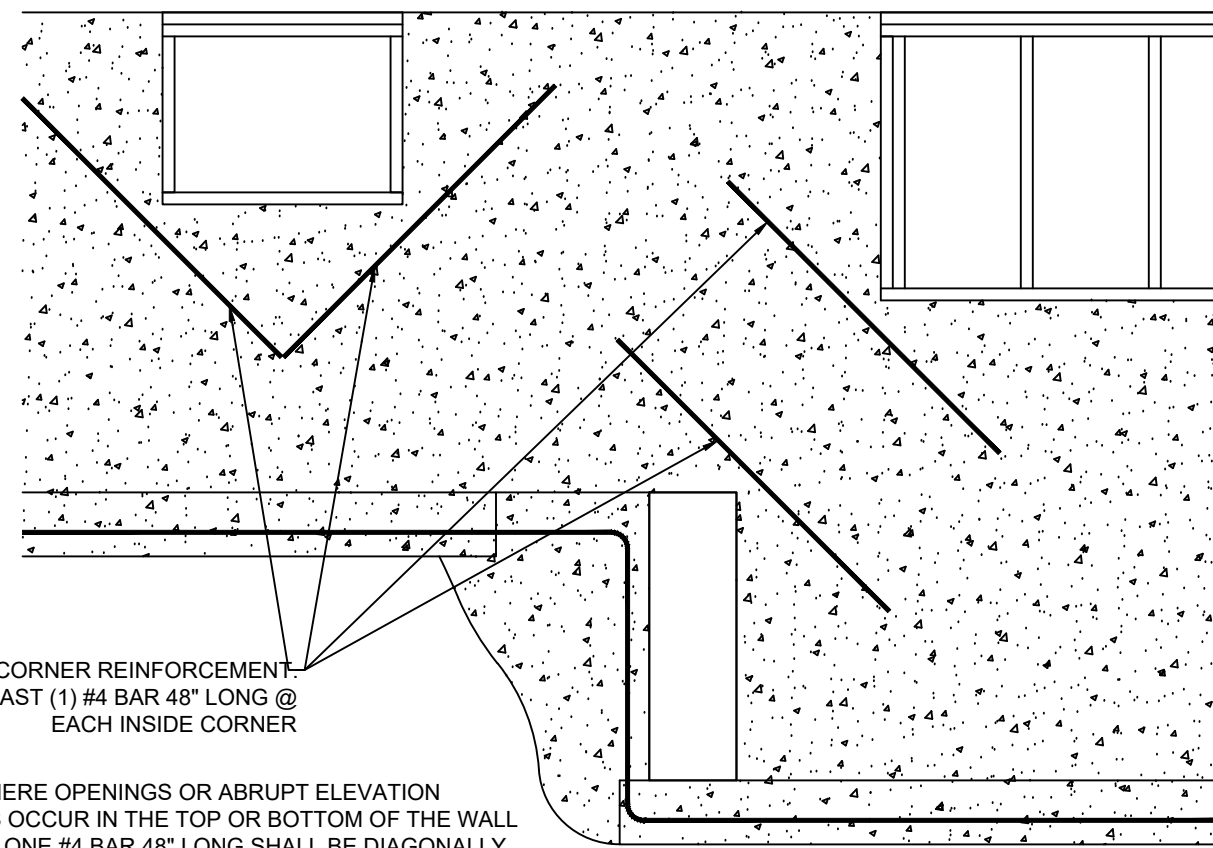 CORNER REINFORCEMENT.
AST (1) #4 BAR 48" LONG @
EACH INSIDE CORNER
HERE OPENINGS OR ABRUPT ELEVATION
S OCCUR IN THE TOP OR BOTTOM OF THE WALL
ONE #4 BAR 48" LONG SHALL BE DIAGONALLY